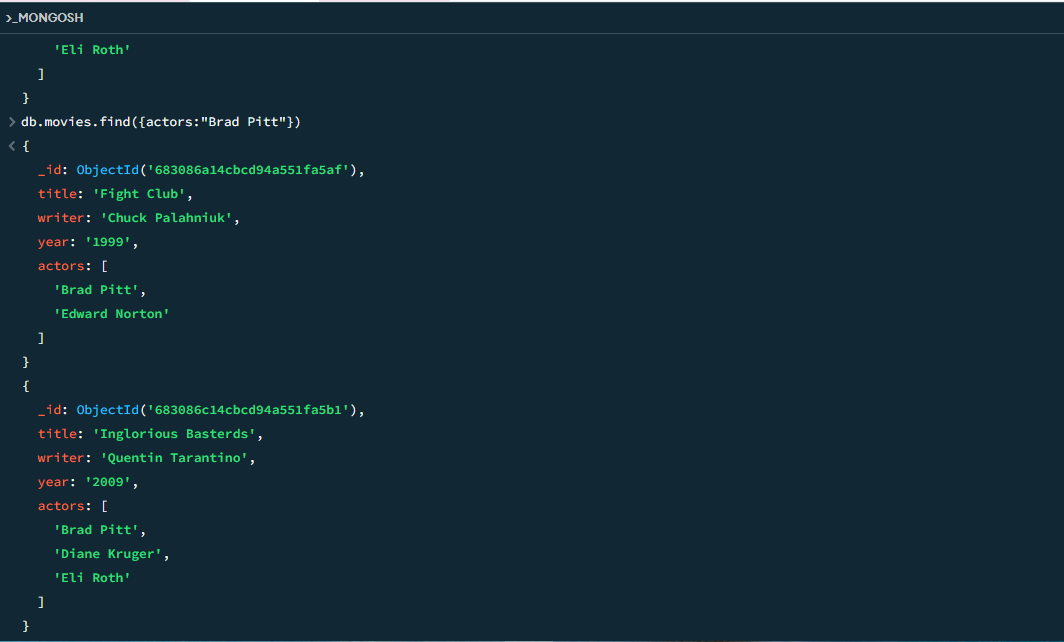 >_MONGOSH
'Eli Roth'
]
}
> db.movies.find({actors:"Brad Pitt"})
< {
_id: ObjectId('683086a14cbcd94a551fa5af'),
title: 'Fight Club',
writer: 'Chuck Palahniuk',
year: '1999',
actors: [
'Brad Pitt',
'Edward Norton'
]
}
{
_id: ObjectId('683086c14cbcd94a551fa5b1'),
title: 'Inglorious Basterds',
writer: 'Quentin Tarantino',
year: '2009',
actors: [
'Brad Pitt',
'Diane Kruger',
'Eli Roth'
]
}